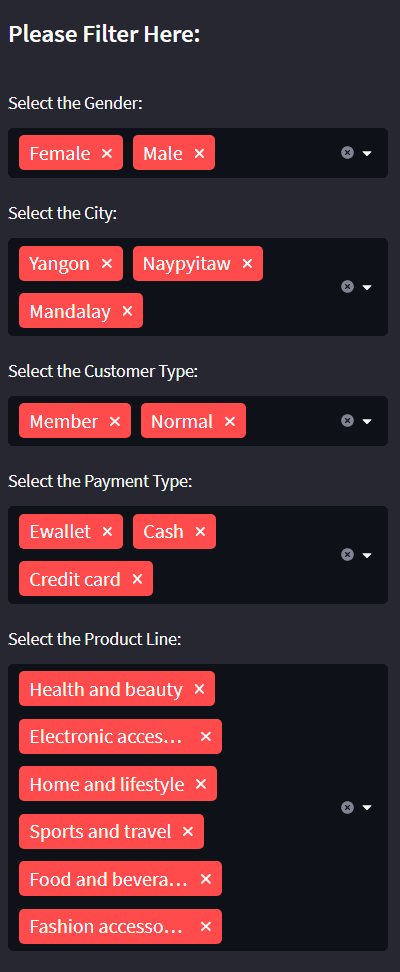 Please Filter Here:
Select the Gender:
Female Male
Select the City:
Yangon Naypyitaw
Mandalay
Select the Customer Type:
Member Normal
Select the Payment Type:
Ewallet Cash
Credit card
Select the Product Line:
Health and beauty
Electronic acces...
Home and lifestyle
Sports and travel
Food and bevera...
Fashion accesso...